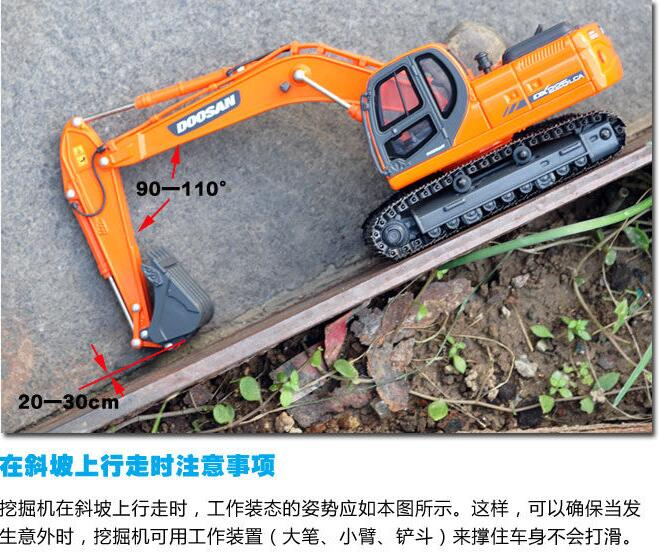 DOOSAN
DX225LCA
90—110°
20—30cm
在斜坡上行走时注意事项
挖掘机在斜坡上行走时，工作装态的姿势应如本图所示。这样，可以确保当发
生意外时，挖掘机可用工作装置（大笔、小臂、铲斗）来撑住车身不会打滑。